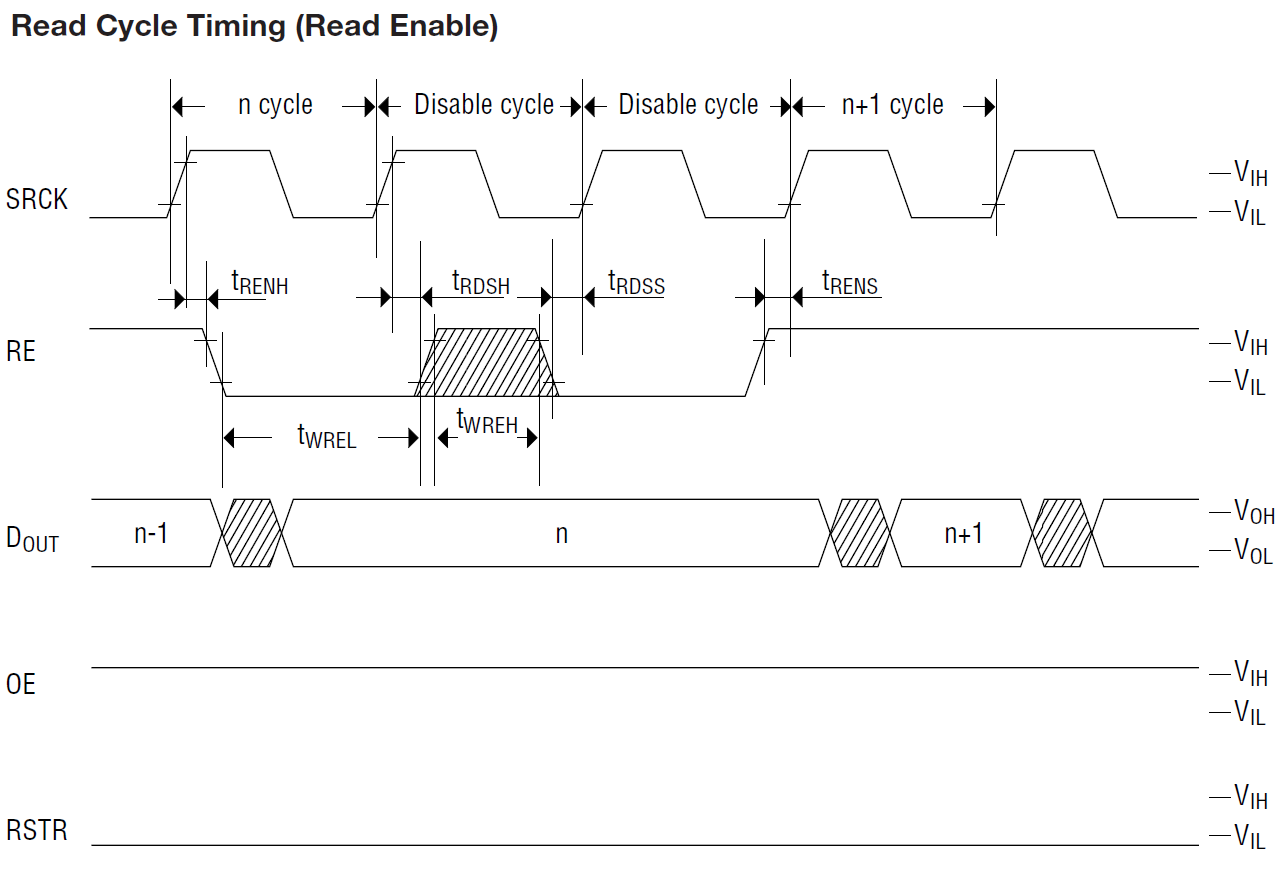 Read Cycle Timing (Read Enable)
n cycle Disable cycle Disable cycle n+1 cycle
SRCK VIH
VIL
tRENH tRDSH tRDSS tRENS
RE VIH
VIL
tWREL tWREH
DOUT n-1 n n+1 VOH
VOL
OE VIH
VIL
RSTR VIH
VIL